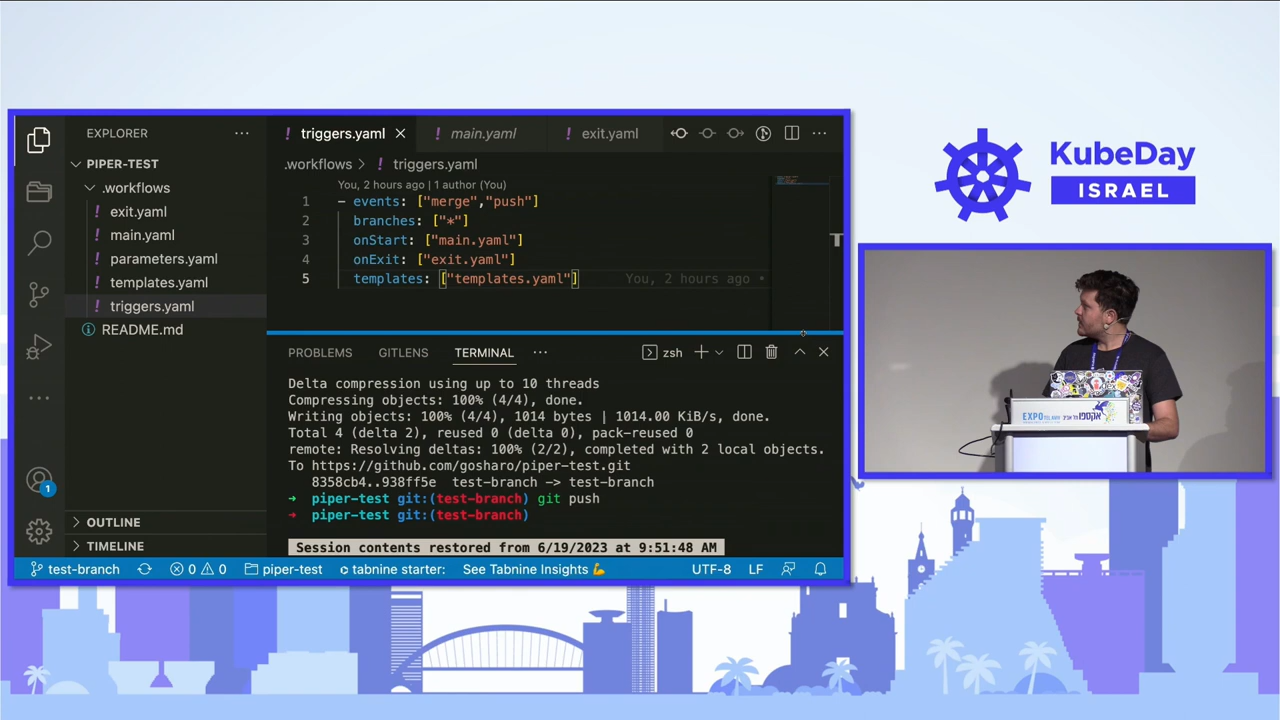 EXPLORER
PIPER-TEST
.workflows
exit.yaml
main.yaml
parameters.yaml
templates.yaml
triggers.yaml
README.md
OUTLINE
TIMELINE
triggers.yaml
main.yaml
exit.yaml
.workflows > triggers.yaml
You, 2 hours ago | 1 author (You)
1 - events: ["merge","push"]
2 branches: ["*"]
3 onStart: ["main.yaml"]
4 onExit: ["exit.yaml"]
5 templates: ["templates.yaml"] You, 2 hours ago •
PROBLEMS GITLENS TERMINAL ··· zsh
Delta compression using up to 10 threads
Compressing objects: 100% (4/4), done.
Writing objects: 100% (4/4), 1014 bytes | 1014.00 KiB/s, done.
Total 4 (delta 2), reused 0 (delta 0), pack-reused 0
remote: Resolving deltas: 100% (2/2), completed with 2 local objects.
To https://github.com/gosharo/piper-test.git
8358cb4..938ff5e test-branch -> test-branch
➜ piper-test git:(test-branch) git push
➜ piper-test git:(test-branch)
Session contents restored from 6/19/2023 at 9:51:48 AM
1
test-branch 0 0 piper-test tabnine starter: See Tabnine Insights 💪 UTF-8 LF
KubeDay
ISRAEL
EXPO TEL AVIV אקספו תל אביב